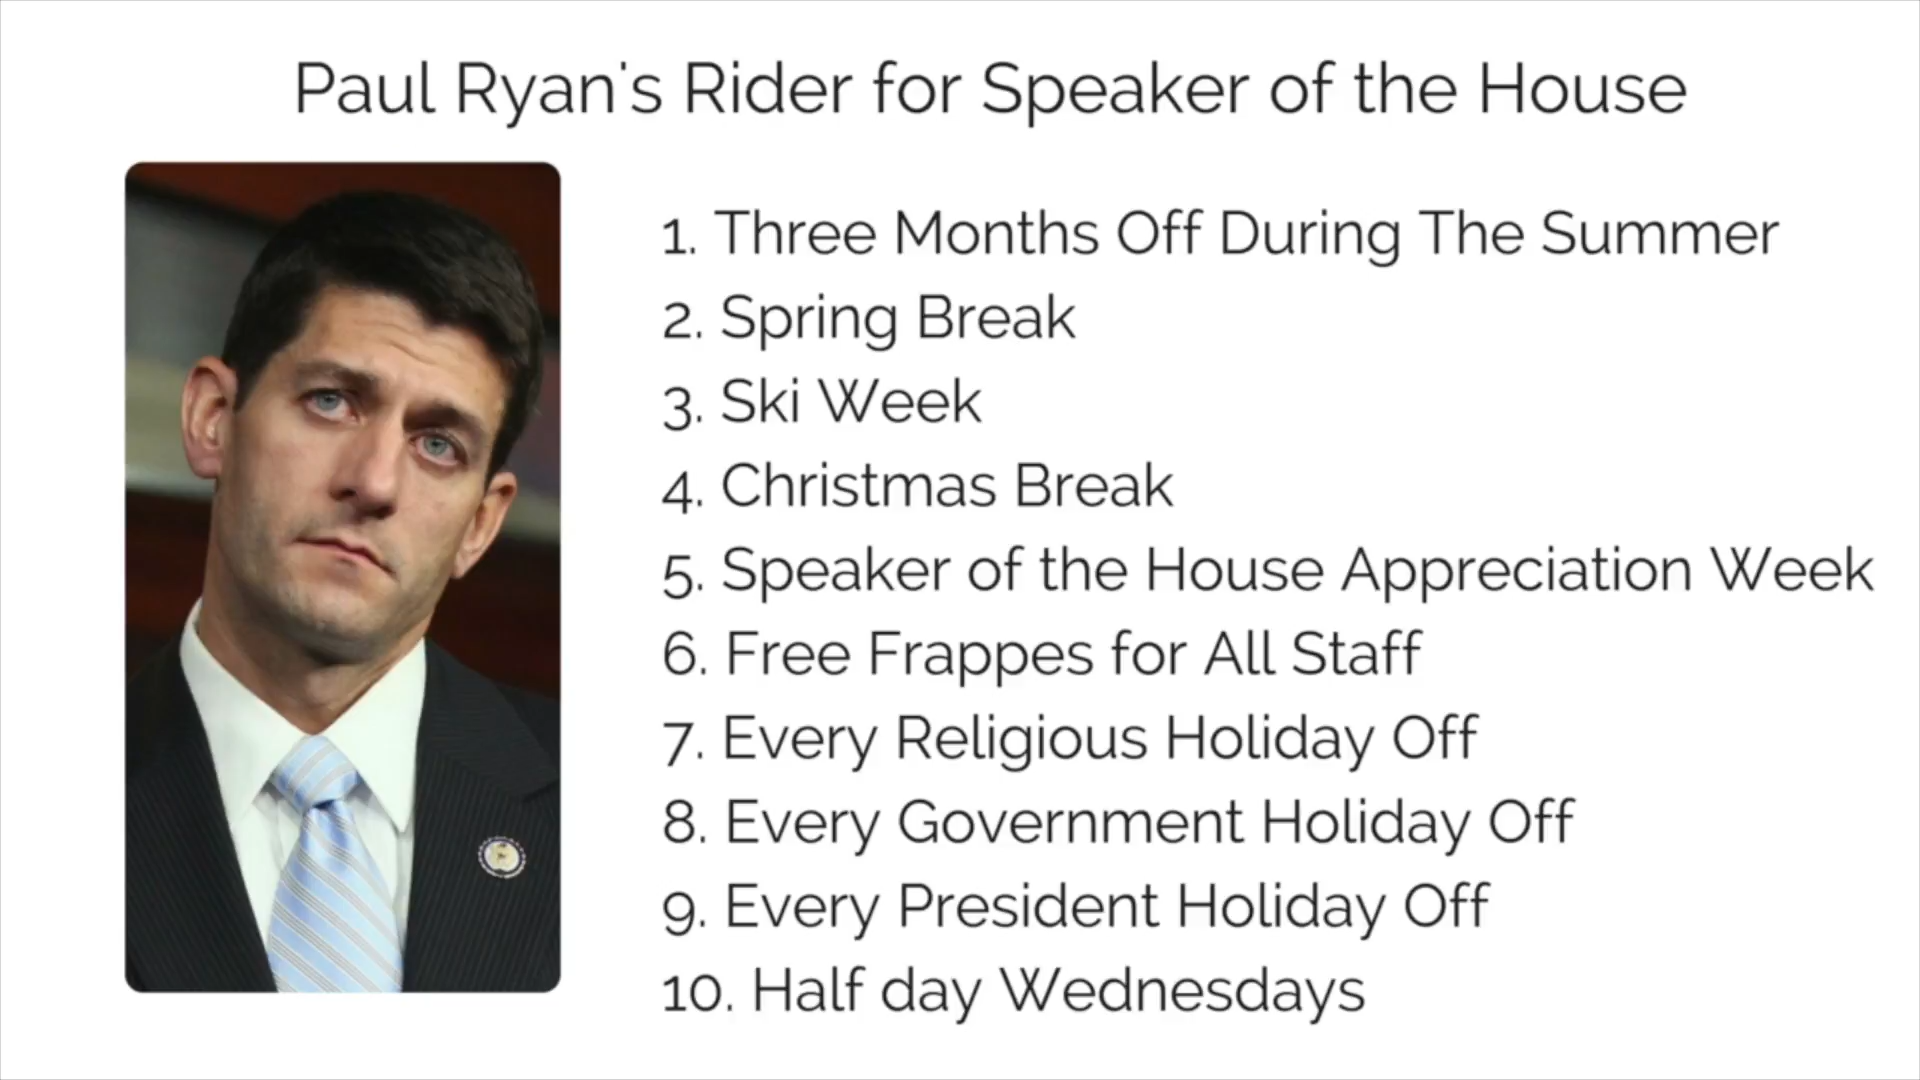 Paul Ryan's Rider for Speaker of the House
1. Three Months Off During The Summer
2. Spring Break
3. Ski Week
4. Christmas Break
5. Speaker of the House Appreciation Week
6. Free Frappes for All Staff
7. Every Religious Holiday Off
8. Every Government Holiday Off
9. Every President Holiday Off
10. Half day Wednesdays